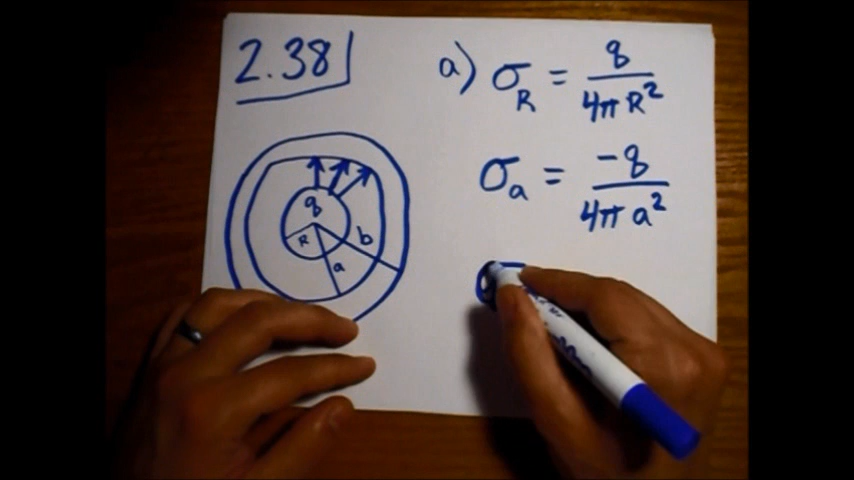 2.38
a) σ_R = q / 4π R²
σ_a = -q / 4π a²
σ
q
R
a
b